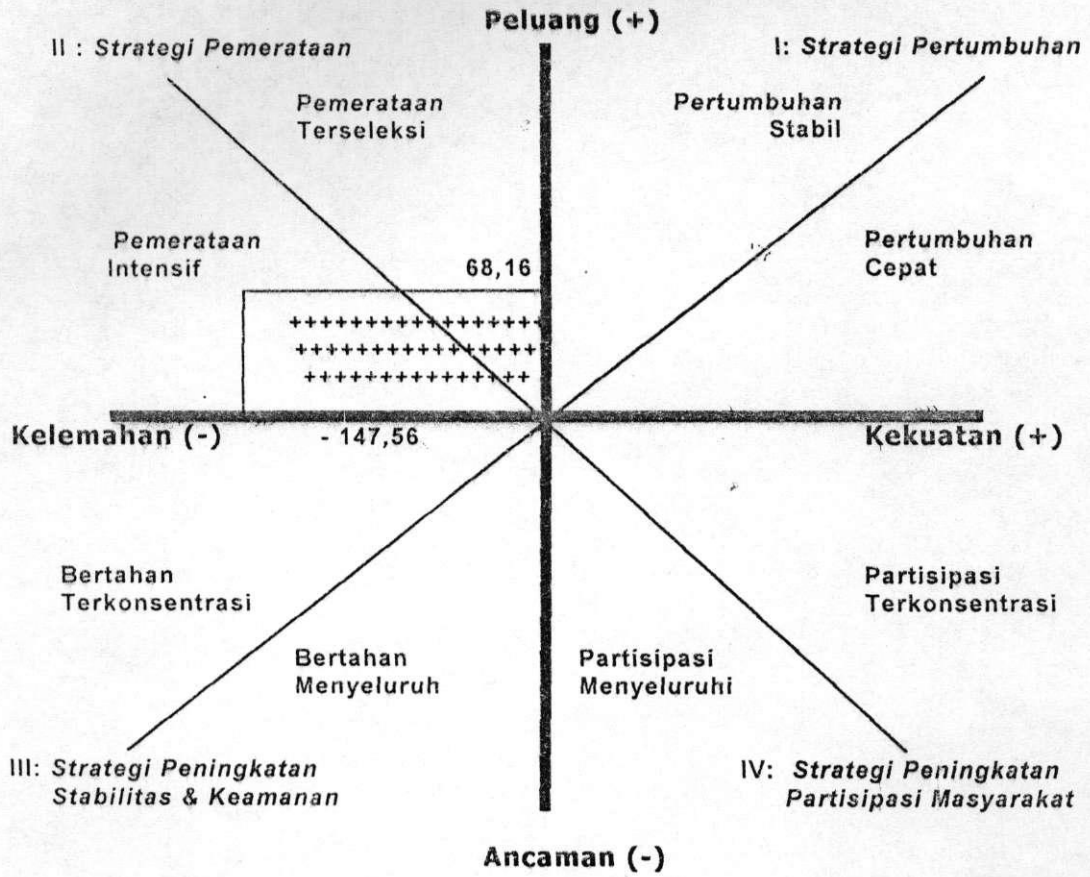 Peluang (+)
II : Strategi Pemerataan
I: Strategi Pertumbuhan
Pemerataan
Terseleksi
Pertumbuhan
Stabil
Pemerataan
Intensif
68,16
Pertumbuhan
Cepat
++++++++++++++++
++++++++++++++++
+++++++++++++++
Kelemahan (-)
- 147,56
Kekuatan (+)
Bertahan
Terkonsentrasi
Partisipasi
Terkonsentrasi
Bertahan
Menyeluruh
Partisipasi
Menyeluruhi
III: Strategi Peningkatan
Stabilitas & Keamanan
IV: Strategi Peningkatan
Partisipasi Masyarakat
Ancaman (-)